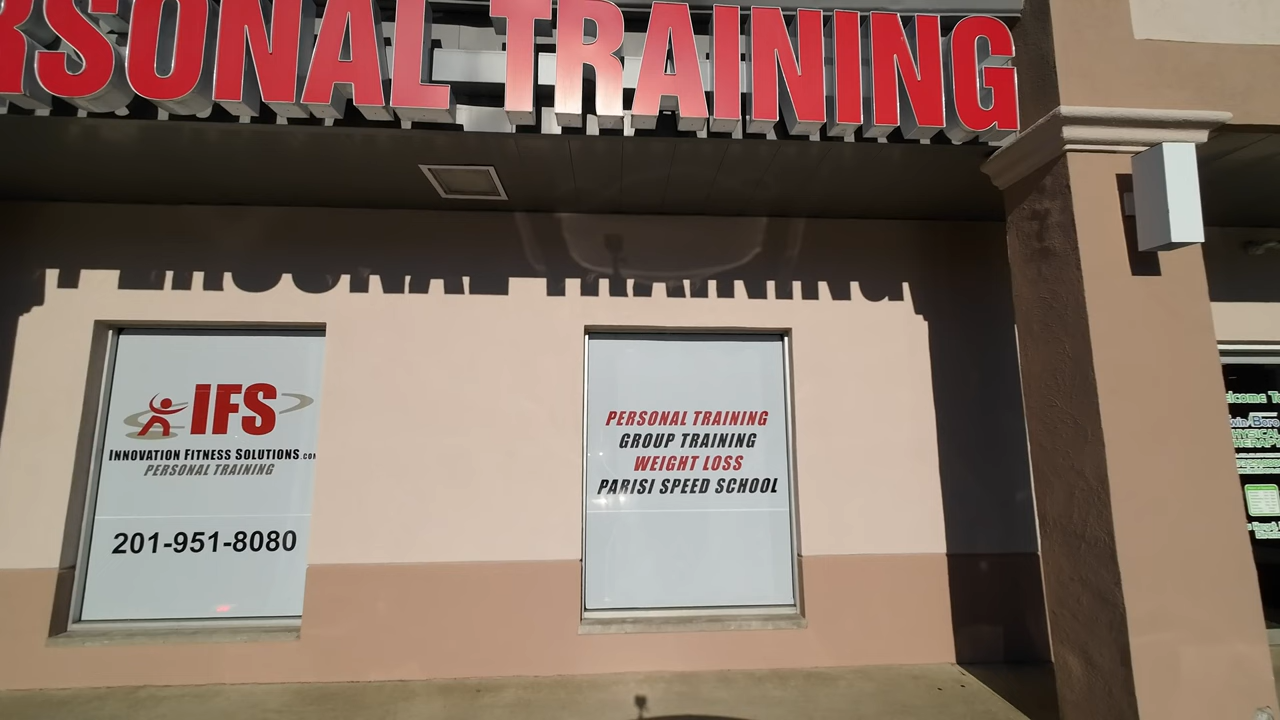 PERSONAL TRAINING
IFS
INNOVATION FITNESS SOLUTIONS.COM
PERSONAL TRAINING
201-951-8080
PERSONAL TRAINING
GROUP TRAINING
WEIGHT LOSS
PARISI SPEED SCHOOL